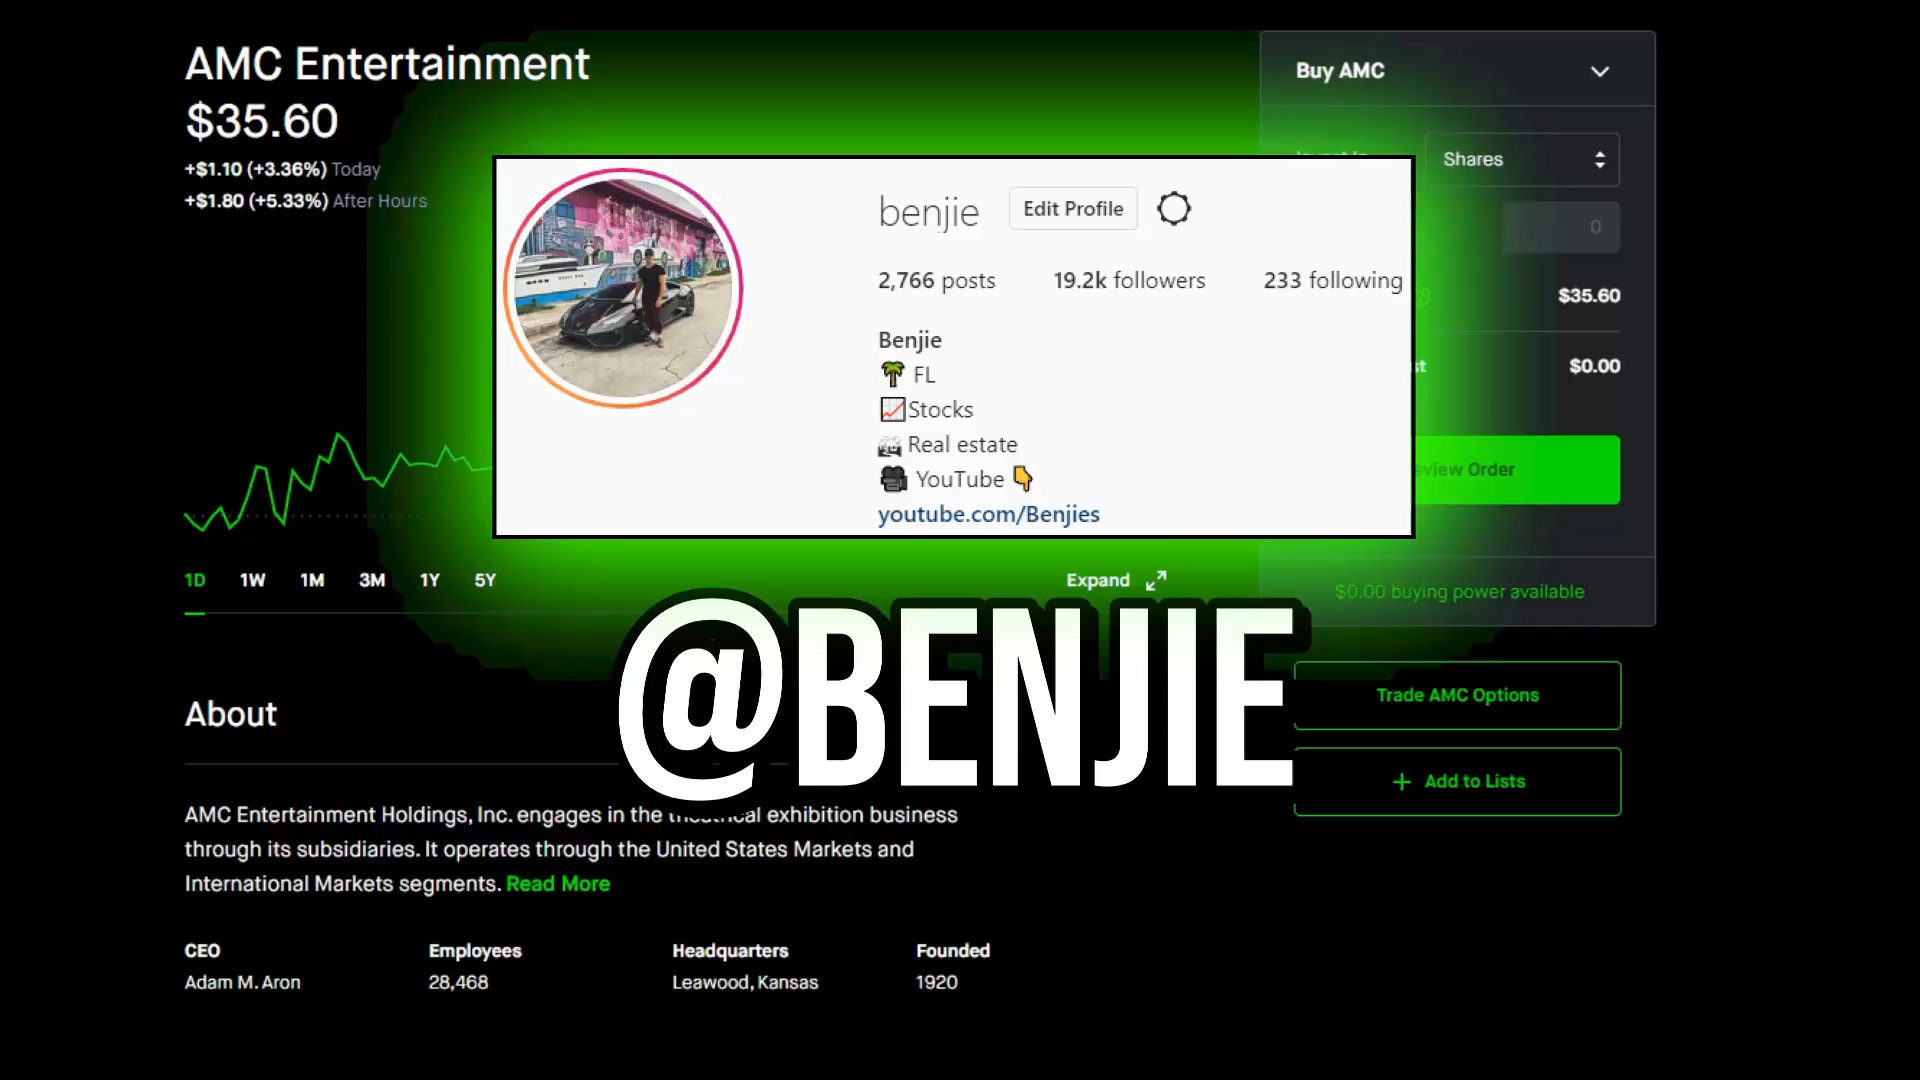 AMC Entertainment
$35.60
+$1.10 (+3.36%) Today
+$1.80 (+5.33%) After Hours
Buy AMC
Shares
0
$35.60
$0.00
Order
$0.00 buying power available
Trade AMC Options
+ Add to Lists
benjie
Edit Profile
2,766 posts 19.2k followers 233 following
Benjie
🌴 FL
📈Stocks
Real estate
🎥 YouTube 👇
youtube.com/Benjies
1D 1W 1M 3M 1Y 5Y
Expand
@BENJIE
About
AMC Entertainment Holdings, Inc. engages in the theatrical exhibition business
through its subsidiaries. It operates through the United States Markets and
International Markets segments. Read More
CEO Employees Headquarters Founded
Adam M. Aron 28,468 Leawood, Kansas 1920